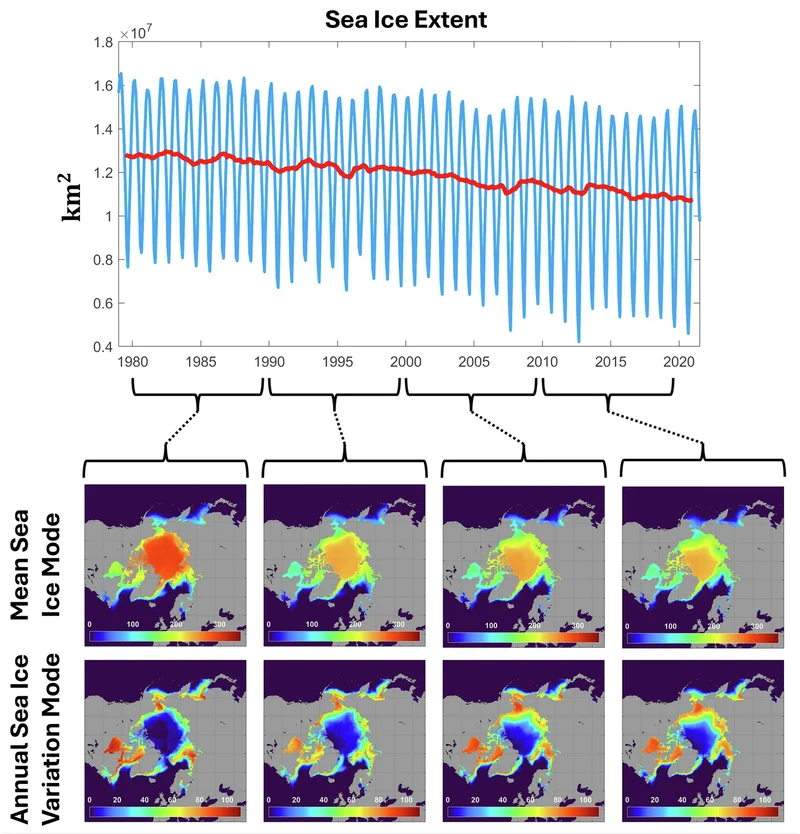 Sea Ice Extent
×10⁷
1.8
1.6
1.4
1.2
1
0.8
0.6
0.4
km²
1980 1985 1990 1995 2000 2005 2010 2015 2020
Mean Sea
Ice Mode
0 100 200 300
0 100 200 300
0 100 200 300
0 100 200 300
Annual Sea Ice
Variation Mode
0 20 40 60 80 100
0 20 40 60 80 100
0 20 40 60 80 100
0 20 40 60 80 100